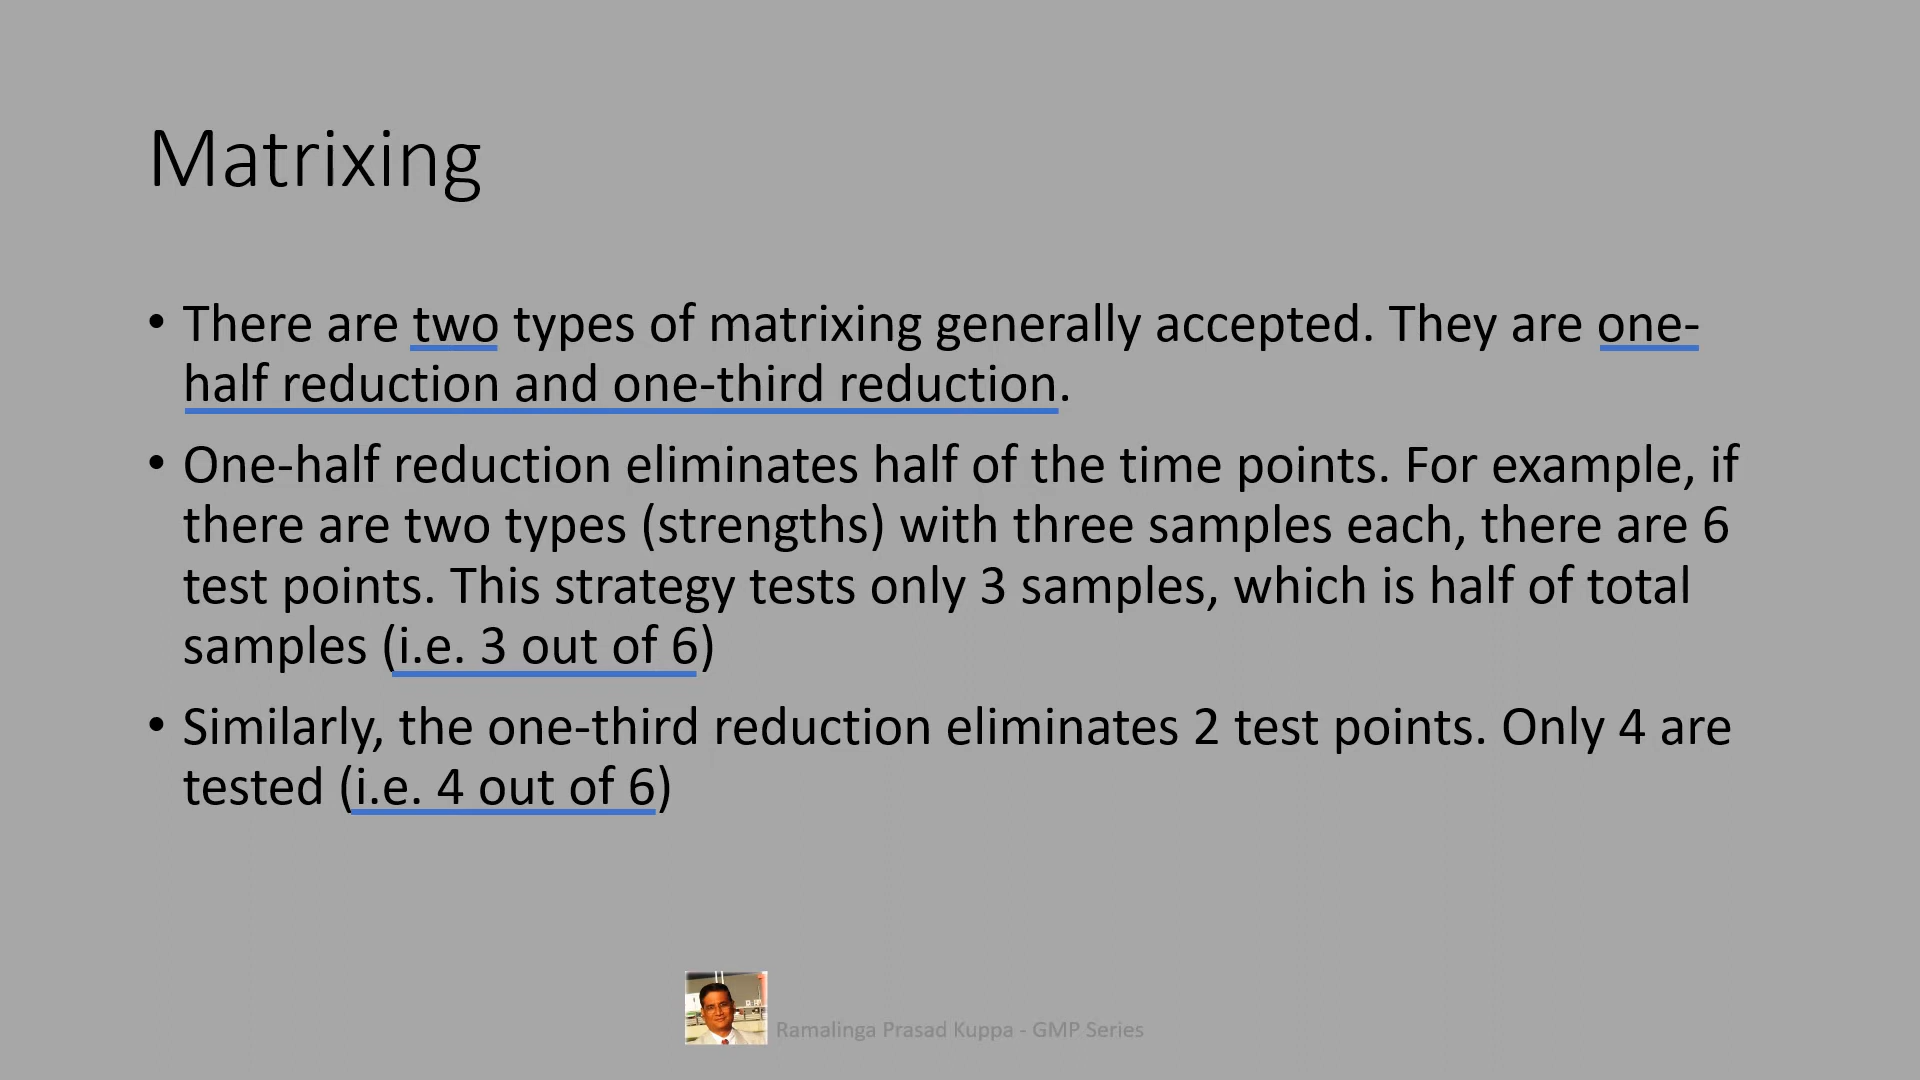 Matrixing
• There are two types of matrixing generally accepted. They are one-
half reduction and one-third reduction.
• One-half reduction eliminates half of the time points. For example, if
there are two types (strengths) with three samples each, there are 6
test points. This strategy tests only 3 samples, which is half of total
samples (i.e. 3 out of 6)
• Similarly, the one-third reduction eliminates 2 test points. Only 4 are
tested (i.e. 4 out of 6)
Ramalinga Prasad Kuppa - GMP Series